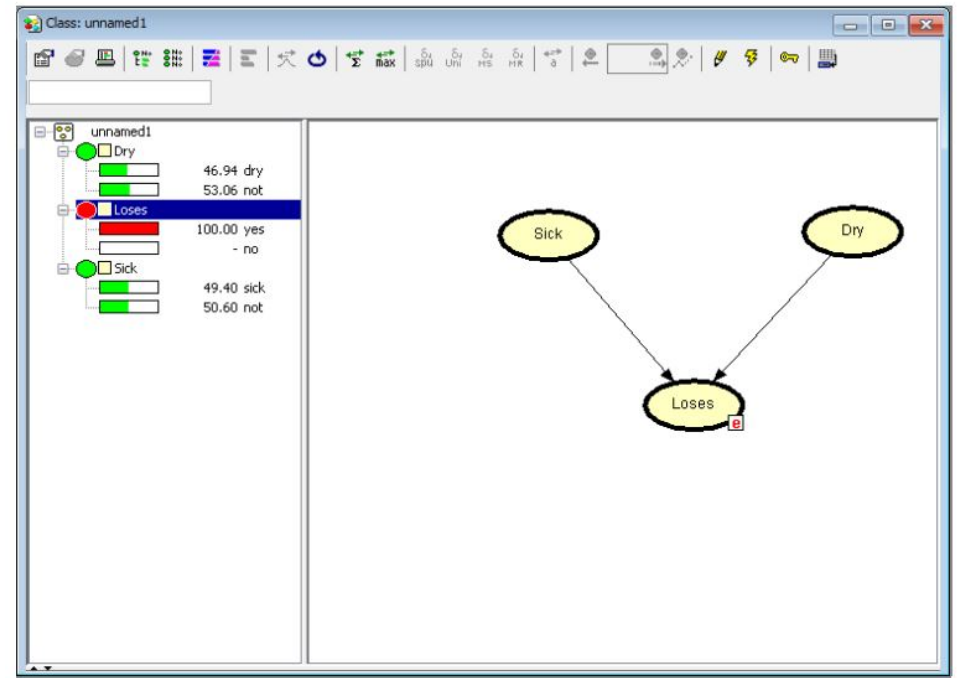 Class: unnamed1
Σ max
unnamed1
Dry
46.94 dry
53.06 not
Loses
100.00 yes
- no
Sick
49.40 sick
50.60 not
Sick
Dry
Loses
e